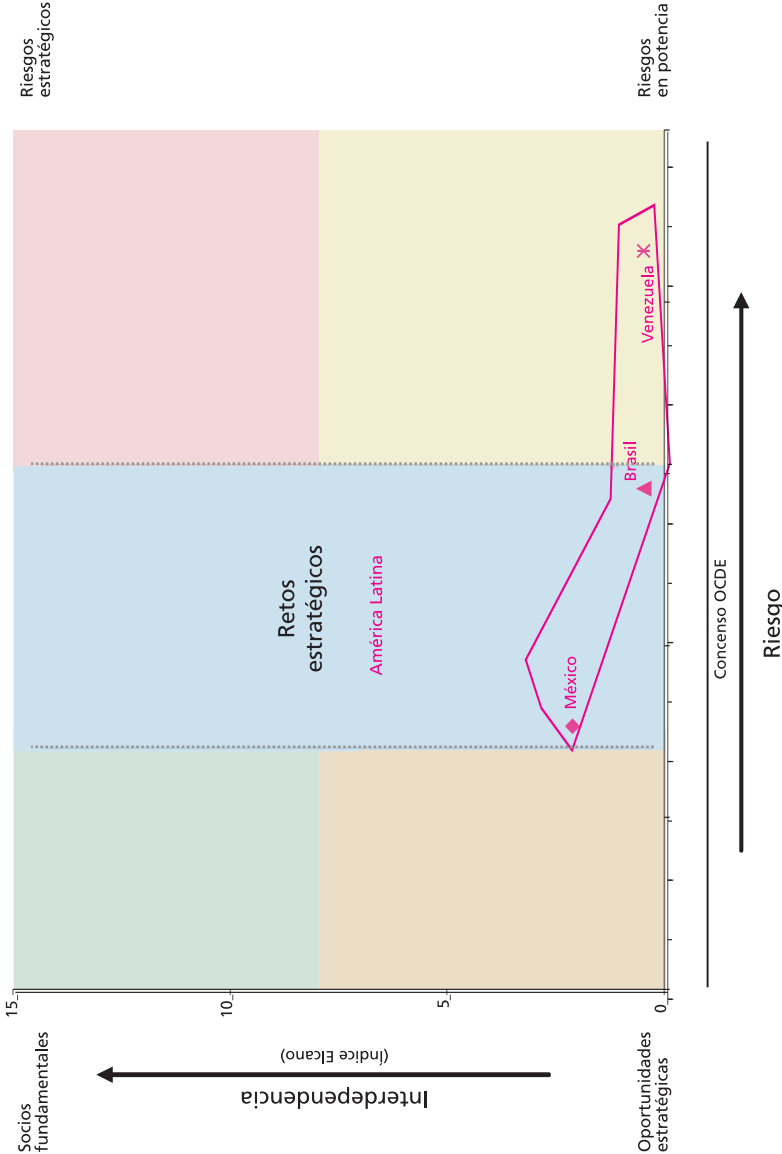 Socios
fundamentales
Riesgos
estratégicos
15
10
5
0
Interdependencia
(Índice Elcano)
Retos
estratégicos
América Latina
México
Brasil
Venezuela
Oportunidades
estratégicas
Riesgos
en potencia
Concenso OCDE
Riesgo